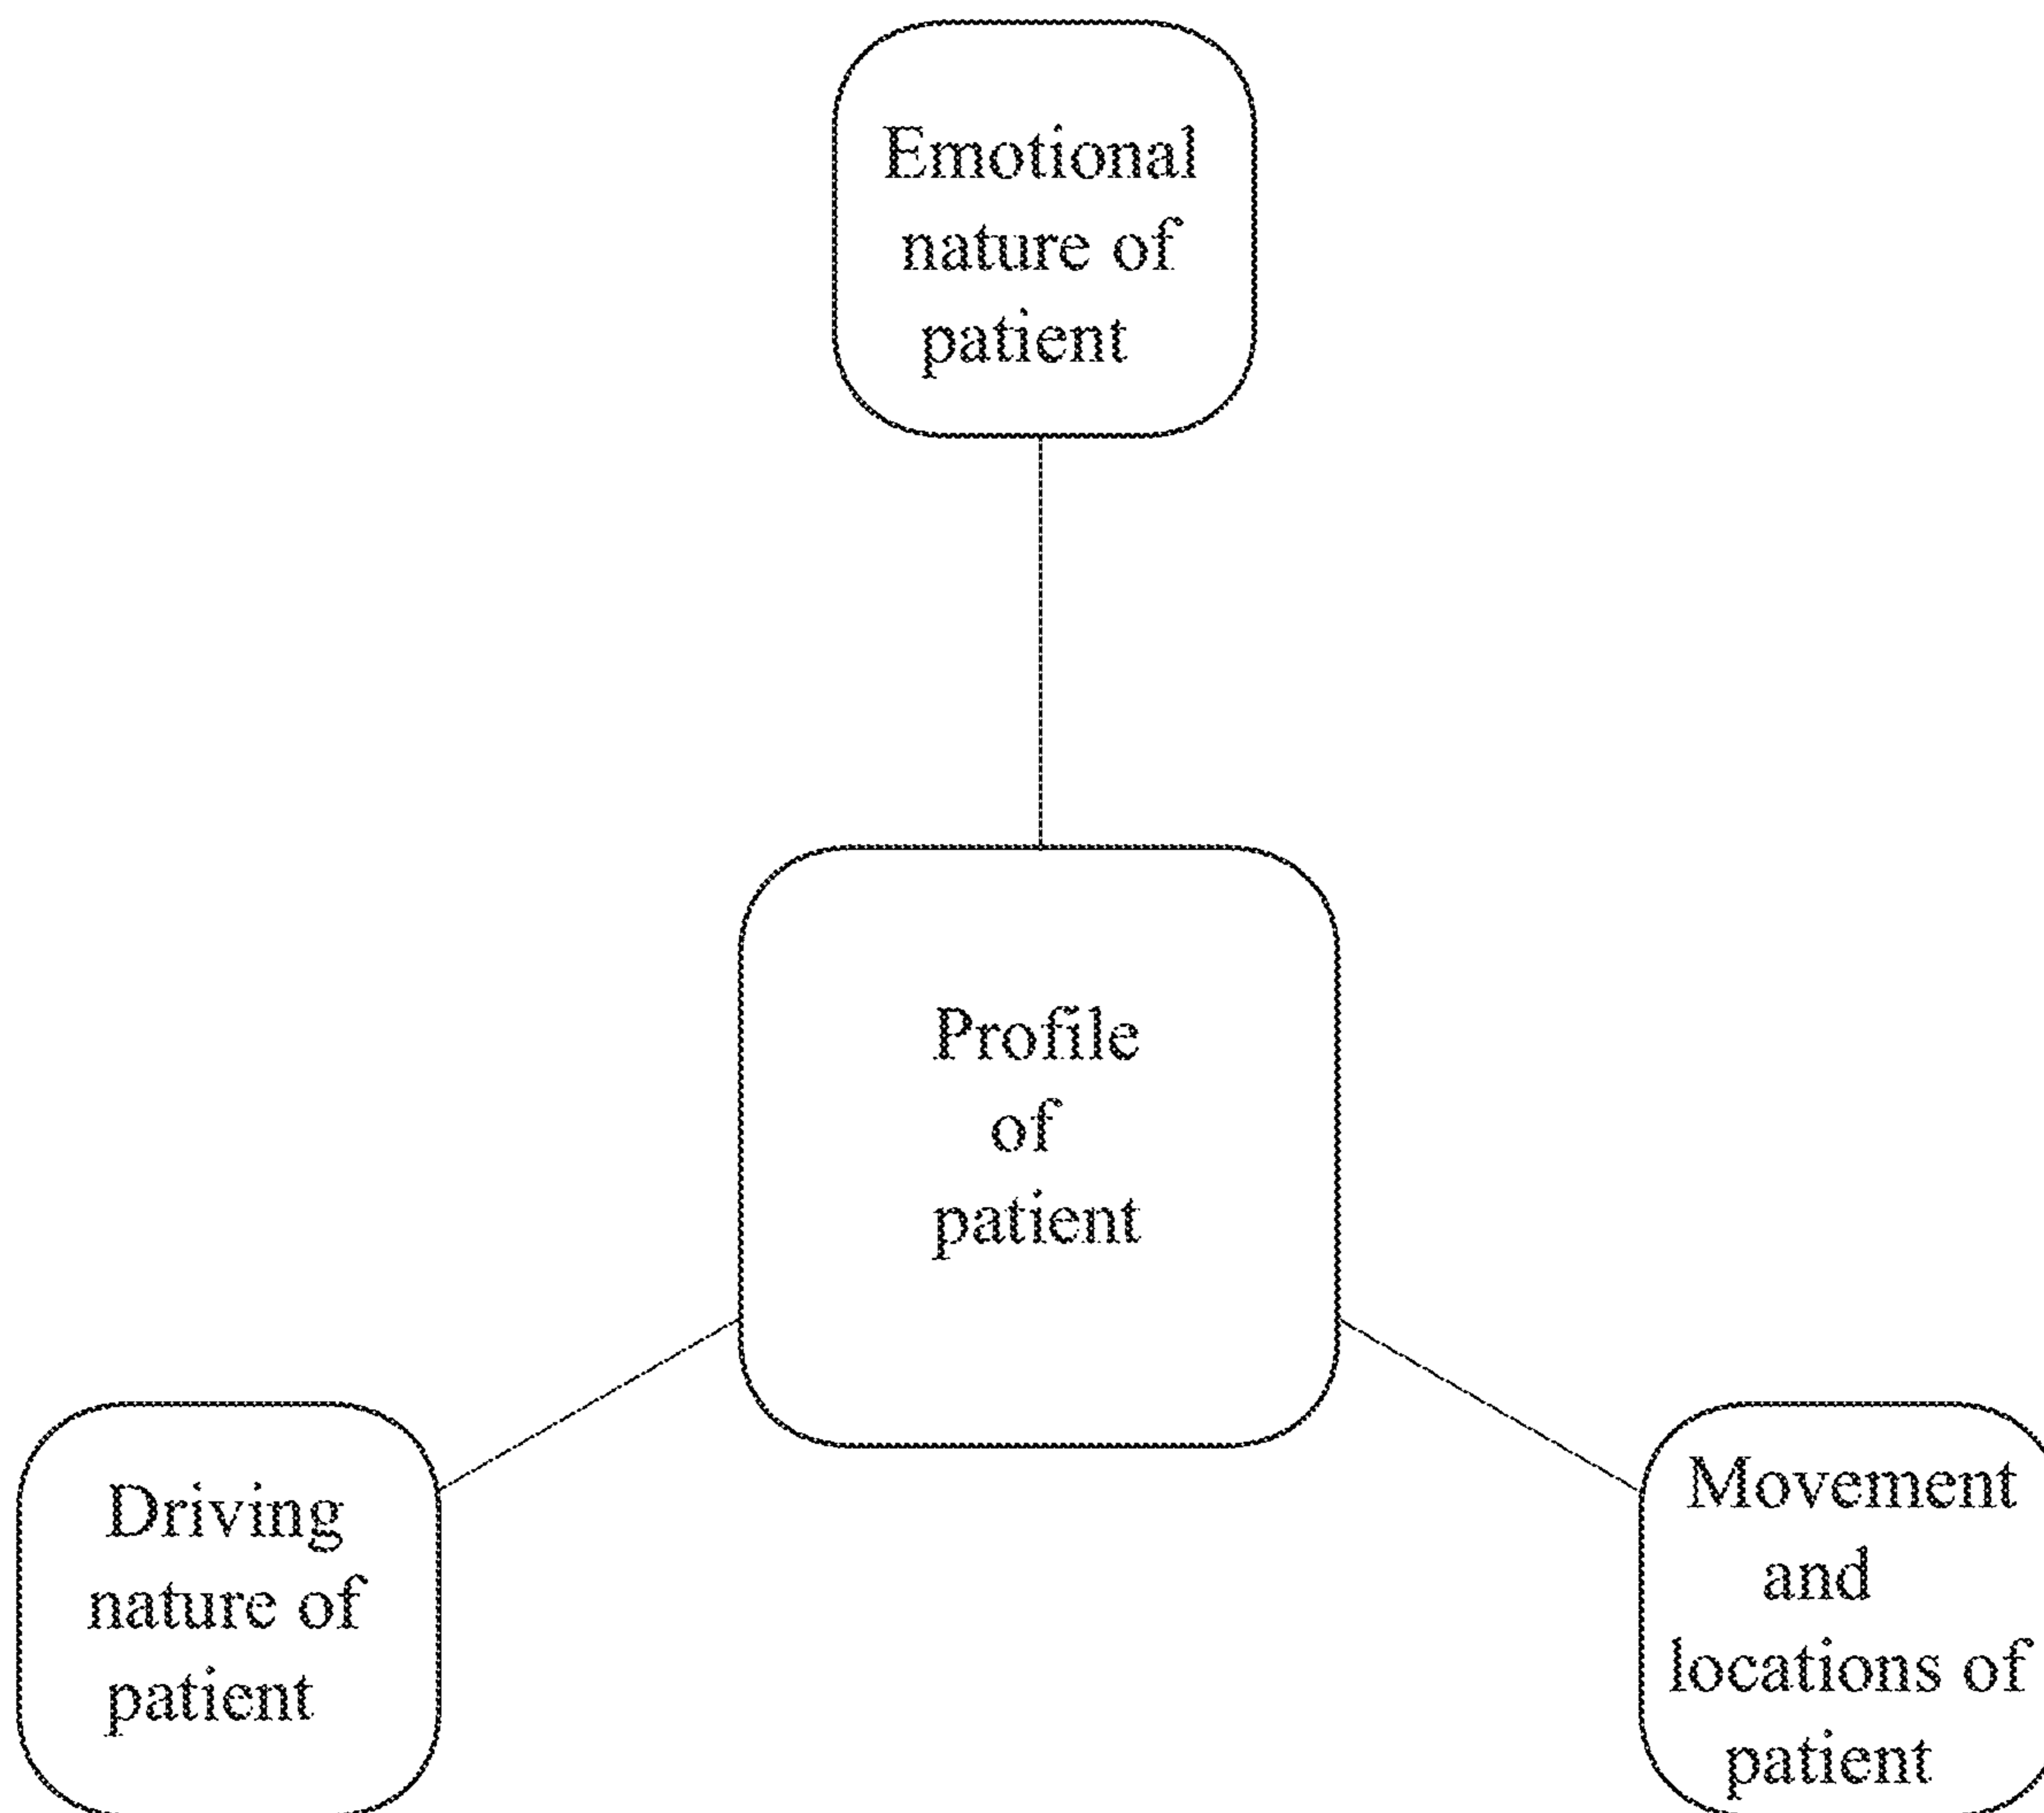 Emotional
nature of
patient
Profile
of
patient
Driving
nature of
patient
Movement
and
locations of
patient